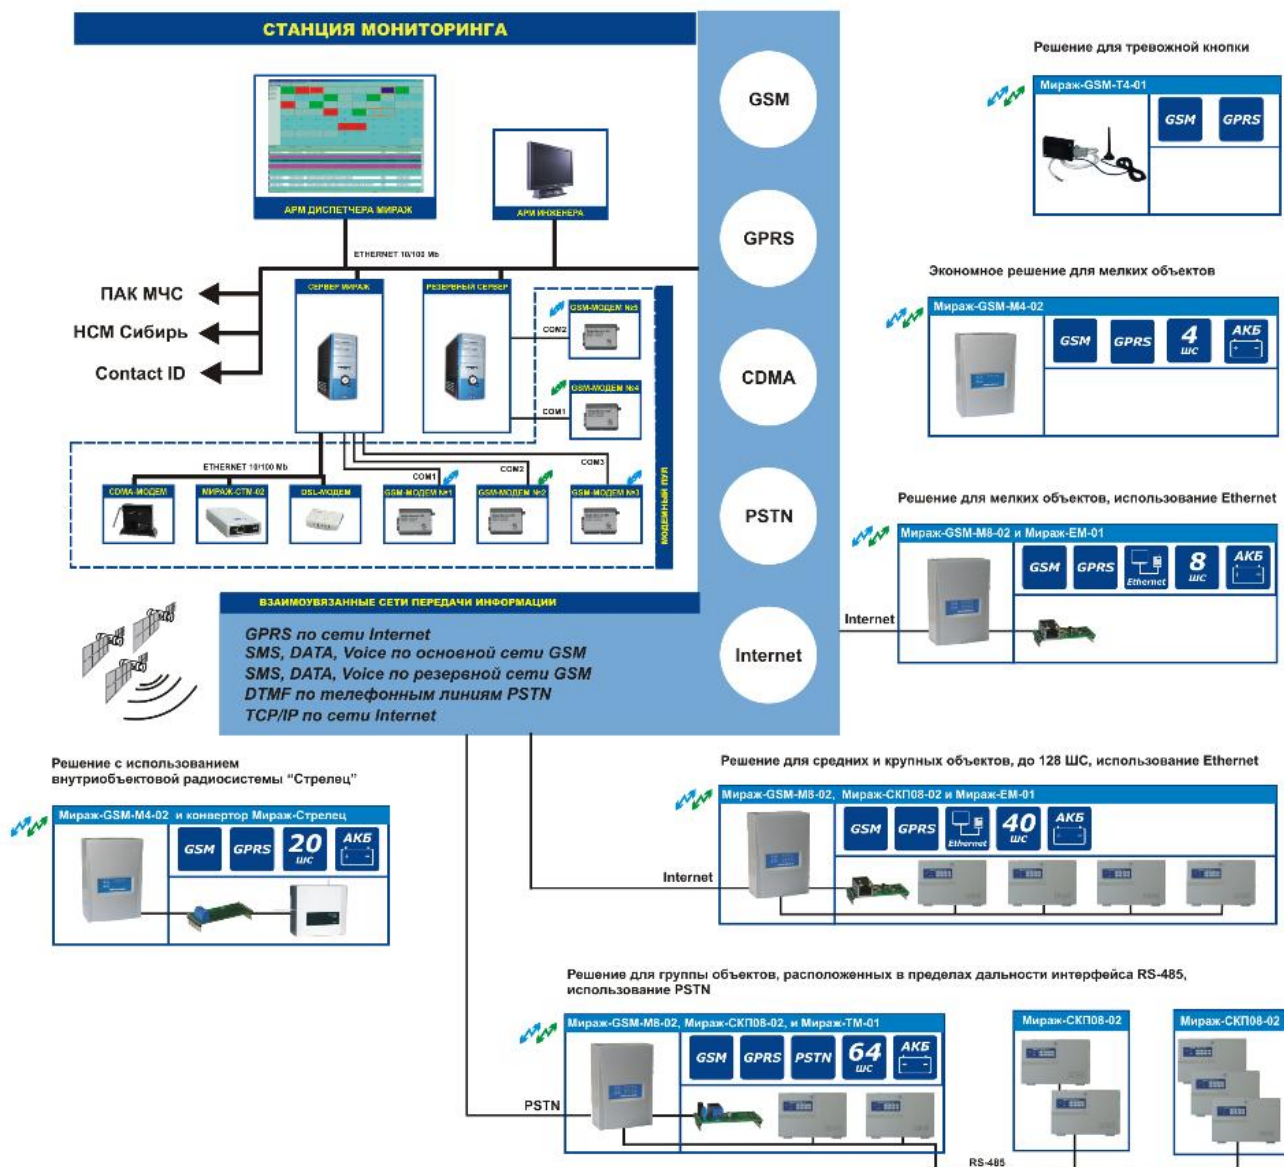 СТАНЦИЯ МОНИТОРИНГА
АРМ ДИСПЕТЧЕРА МИРАЖ
АРМ ИНЖЕНЕРА
ETHERNET 10/100 Mb
ПАК МЧС
НСМ Сибирь
Contact ID
СЕРВЕР МИРАЖ
РЕЗЕРВНЫЙ СЕРВЕР
COM2
GSM-МОДЕМ №5
COM1
GSM-МОДЕМ №4
ETHERNET 10/100 Mb
COM1
COM2
COM3
CDMA-МОДЕМ
МИРАЖ-СТМ-02
DSL-МОДЕМ
GSM-МОДЕМ №1
GSM-МОДЕМ №2
GSM-МОДЕМ №3
МОДЕМНЫЙ ПУЛ
GSM
GPRS
CDMA
PSTN
Internet
ВЗАИМОУВЯЗАННЫЕ СЕТИ ПЕРЕДАЧИ ИНФОРМАЦИИ
GPRS по сети Internet
SMS, DATA, Voice по основной сети GSM
SMS, DATA, Voice по резервной сети GSM
DTMF по телефонным линиям PSTN
TCP/IP по сети Internet
Решение для тревожной кнопки
Мираж-GSM-T4-01
GSM
GPRS
Экономное решение для мелких объектов
Мираж-GSM-M4-02
GSM
GPRS
4
ШС
АКБ
Решение для мелких объектов, использование Ethernet
Мираж-GSM-M8-02 и Мираж-ЕМ-01
GSM
GPRS
Ethernet
8
ШС
АКБ
Internet
Решение с использованием
внутриобъектовой радиосистемы “Стрелец”
Мираж-GSM-M4-02 и конвертор Мираж-Стрелец
GSM
GPRS
20
ШС
АКБ
Решение для средних и крупных объектов, до 128 ШС, использование Ethernet
Мираж-GSM-M8-02, Мираж-СКП08-02 и Мираж-ЕМ-01
GSM
GPRS
Ethernet
40
ШС
АКБ
Internet
Решение для группы объектов, расположенных в пределах дальности интерфейса RS-485,
использование PSTN
Мираж-GSM-M8-02, Мираж-СКП08-02, и Мираж-ТМ-01
GSM
GPRS
PSTN
64
ШС
АКБ
PSTN
Мираж-СКП08-02
Мираж-СКП08-02
RS-485